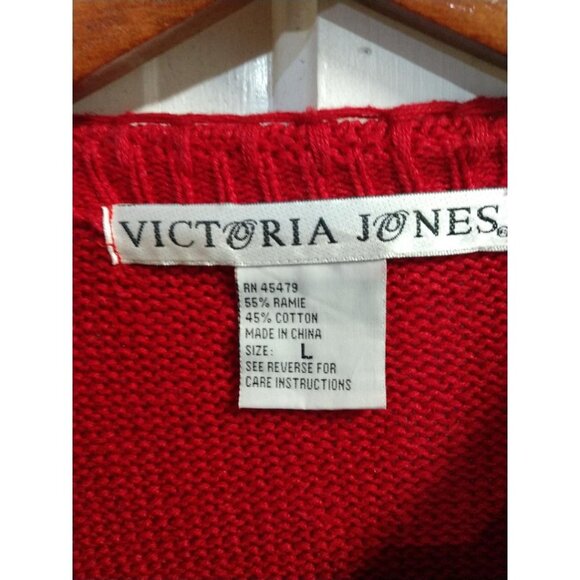 VICTORIA JONES®
RN 45479
55% RAMIE
45% COTTON
MADE IN CHINA
SIZE: L
SEE REVERSE FOR
CARE INSTRUCTIONS